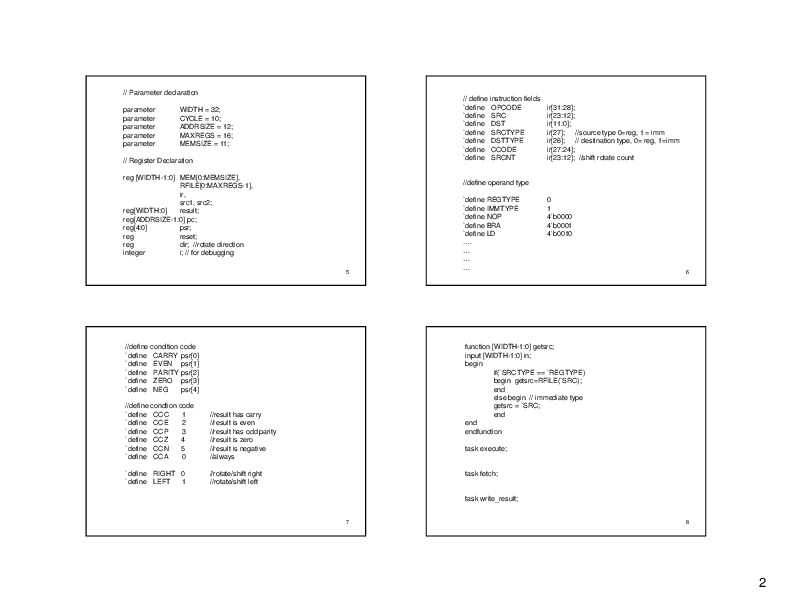 // Parameter declaration
parameter WIDTH = 32;
parameter CYCLE = 10;
parameter ADDRSIZE = 12;
parameter MAXREGS = 16;
parameter MEMSIZE = 11;
// Register Declaration
reg [WIDTH-1:0] MEM[0:MEMSIZE],
RFILE[0:MAXREGS-1],
ir,
src1, src2;
reg[WIDTH:0] result;
reg[ADDRSIZE-1:0] pc;
reg[4:0] psr;
reg reset;
reg dir; //rotate direction
integer i; // for debugging
5
// define instruction fields
`define OPCODE ir[31:28];
`define SRC ir[23:12];
`define DST ir[11:0];
`define SRCTYPE ir[27]; //source type 0=reg, 1 = imm
`define DSTTYPE ir[26]; // destination type, 0= reg, 1=imm
`define CCODE ir[27:24];
`define SRCNT ir[23:12]; //shift rotate count
//define operand type
`define REGTYPE 0
`define IMMTYPE 1
`define NOP 4`b0000
`define BRA 4`b0001
`define LD 4`b0010
....
...
...
...
6
//define condition code
`define CARRY psr[0]
`define EVEN psr[1]
`define PARITY psr[2]
`define ZERO psr[3]
`define NEG psr[4]
//define condtion code
`define CCC 1 //result has carry
`define CCE 2 //result is even
`define CCP 3 //result has odd parity
`define CCZ 4 //result is zero
`define CCN 5 //result is negative
`define CCA 0 //always
`define RIGHT 0 //rotate/shift right
`define LEFT 1 //rotate/shift left
7
function [WIDTH-1:0] getsrc;
input [WIDTH-1:0] in;
begin
if(`SRCTYPE == `REGTYPE)
begin getsrc=RFILE(`SRC);
end
else begin // immediate type
getsrc = `SRC;
end
end
endfunction
task execute;
task fetch;
task write_result;
8
2